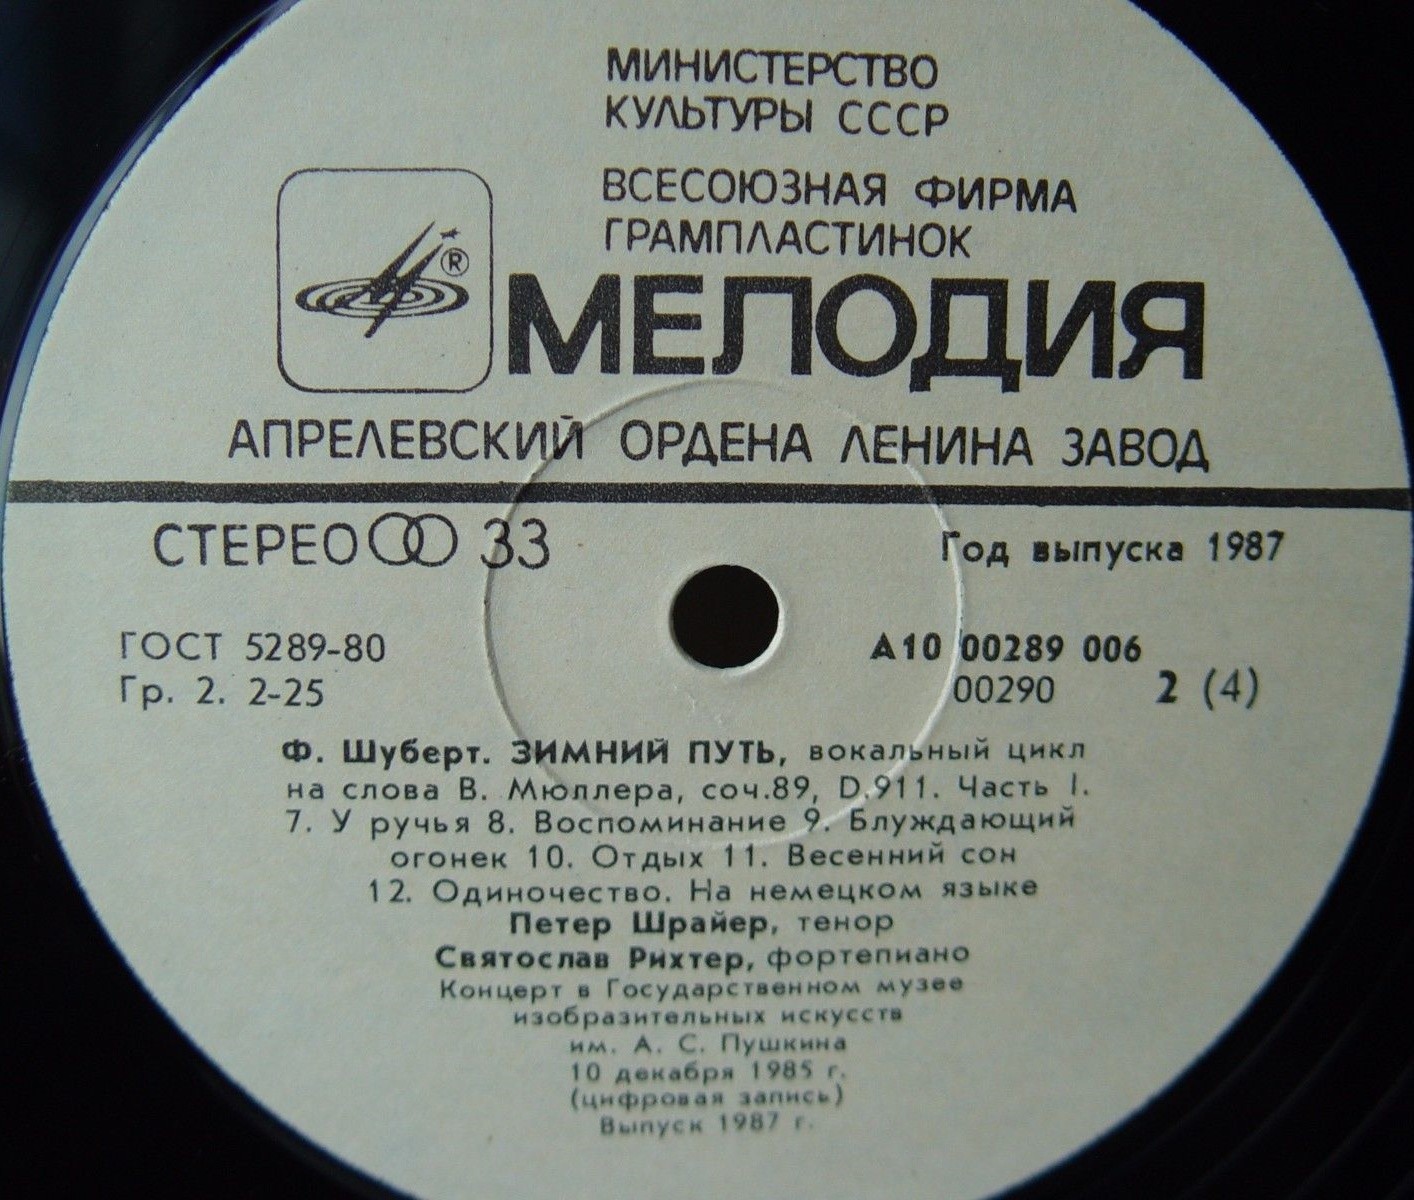 МИНИСТЕРСТВО
КУЛЬТУРЫ СССР
ВСЕСОЮЗНАЯ ФИРМА
ГРАМПЛАСТИНОК
®
МЕЛОДИЯ
АПРЕЛЕВСКИЙ ОРДЕНА ЛЕНИНА ЗАВОД
СТЕРЕО 33
Год выпуска 1987
ГОСТ 5289-80
Гр. 2. 2-25
А10 00289 006
00290 2 (4)
Ф. Шуберт. ЗИМНИЙ ПУТЬ, вокальный цикл
на слова В. Мюллера, соч.89, D.911. Часть I.
7. У ручья 8. Воспоминание 9. Блуждающий
огонек 10. Отдых 11. Весенний сон
12. Одиночество. На немецком языке
Петер Шрайер, тенор
Святослав Рихтер, фортепиано
Концерт в Государственном музее
изобразительных искусств
им. А. С. Пушкина
10 декабря 1985 г.
(цифровая запись)
Выпуск 1987 г.